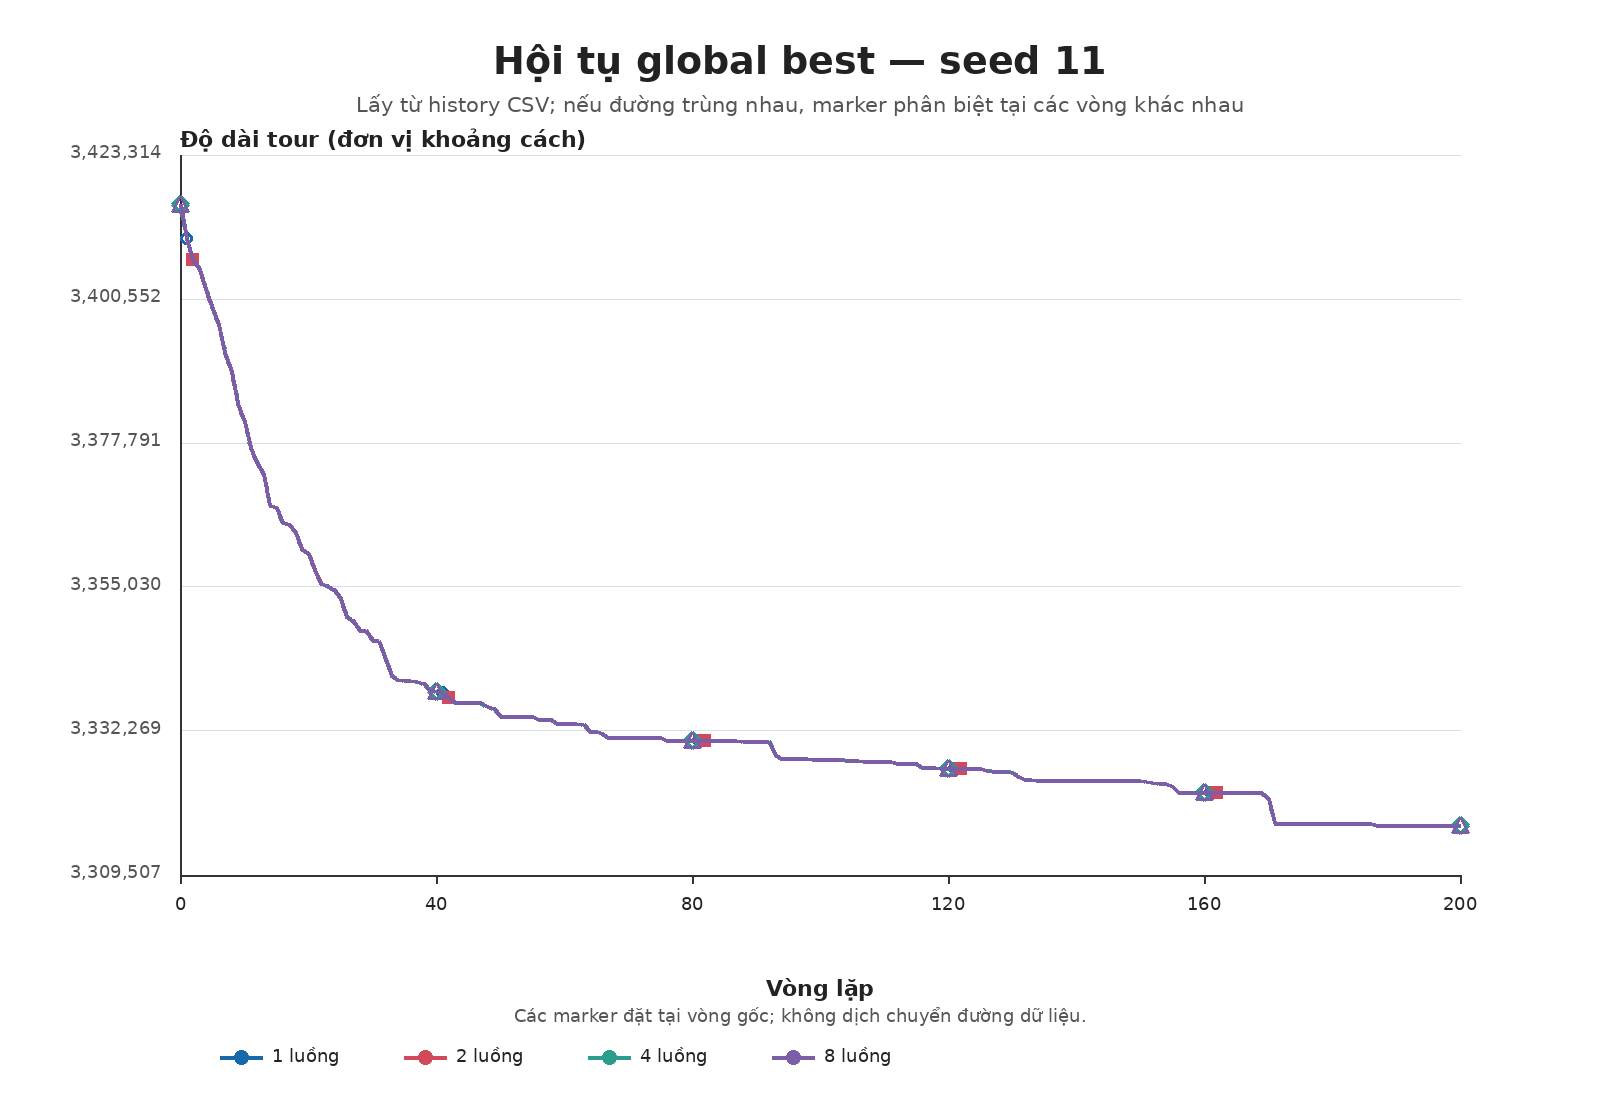 Hội tụ global best — seed 11
Lấy từ history CSV; nếu đường trùng nhau, marker phân biệt tại các vòng khác nhau
Độ dài tour (đơn vị khoảng cách)
3,423,314
3,400,552
3,377,791
3,355,030
3,332,269
3,309,507
0 40 80 120 160 200
Vòng lặp
Các marker đặt tại vòng gốc; không dịch chuyển đường dữ liệu.
1 luồng 2 luồng 4 luồng 8 luồng